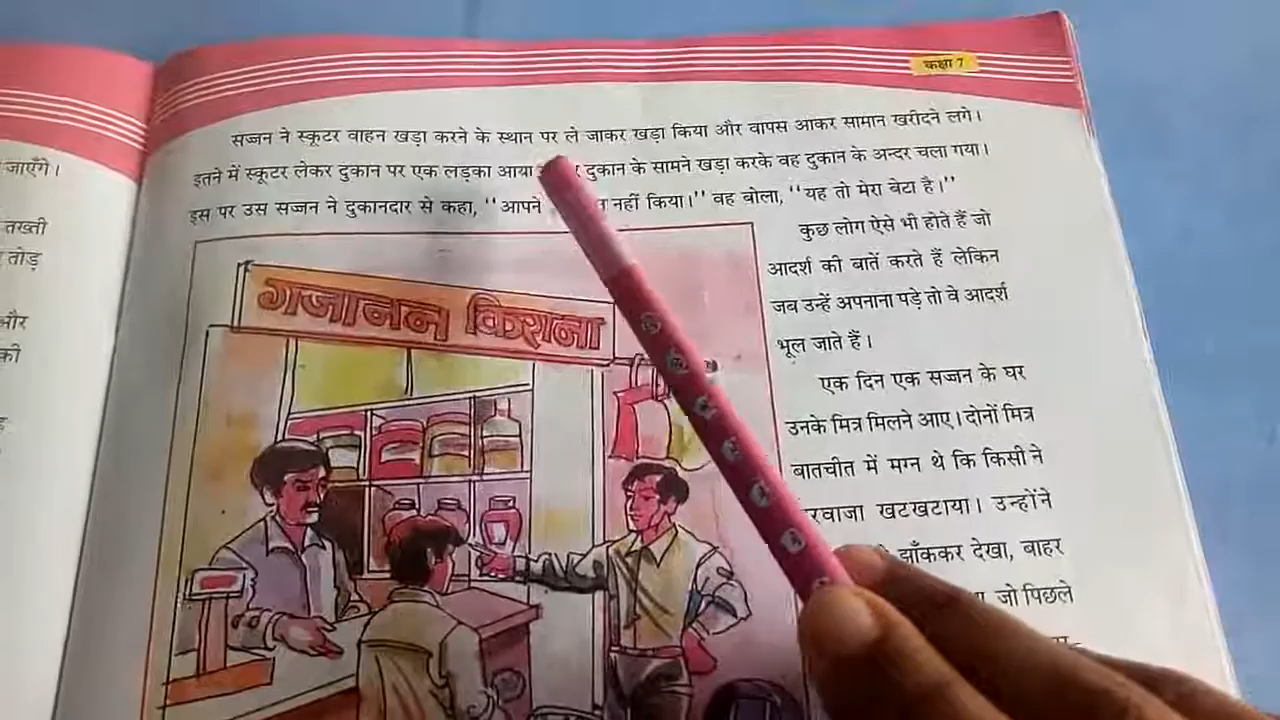 जाएँगे।
तख्ती
तोड़
और
की
कक्षा 7
सज्जन ने स्कूटर वाहन खड़ा करने के स्थान पर ले जाकर खड़ा किया और वापस आकर सामान खरीदने लगे।
इतने में स्कूटर लेकर दुकान पर एक लड़का आया दुकान के सामने खड़ा करके वह दुकान के अन्दर चला गया।
इस पर उस सज्जन ने दुकानदार से कहा, “आपने नहीं किया।” वह बोला, “यह तो मेरा बेटा है।”
कुछ लोग ऐसे भी होते हैं जो
आदर्श की बातें करते हैं लेकिन
जब उन्हें अपनाना पड़े तो वे आदर्श
भूल जाते हैं।
एक दिन एक सज्जन के घर
उनके मित्र मिलने आए। दोनों मित्र
बातचीत में मग्न थे कि किसी ने
रवाजा खटखटाया। उन्होंने
झाँककर देखा, बाहर
जो पिछले
गजानन किराना